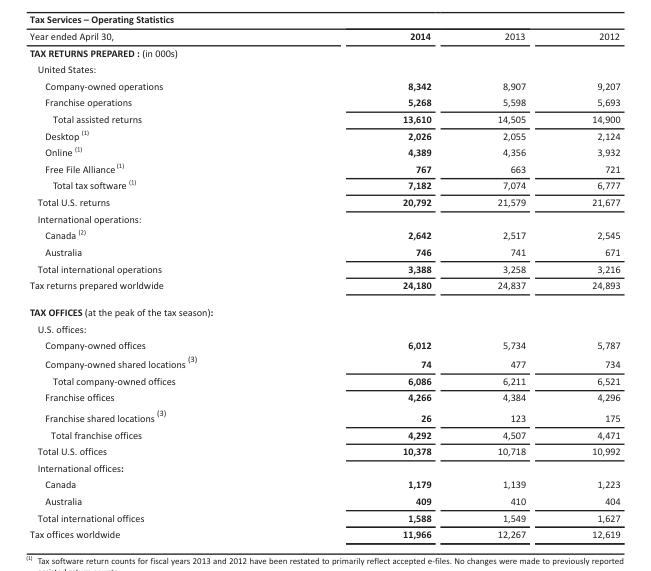 Tax Services – Operating Statistics
Year ended April 30, 2014 2013 2012
TAX RETURNS PREPARED : (in 000s)
United States:
Company-owned operations 8,342 8,907 9,207
Franchise operations 5,268 5,598 5,693
Total assisted returns 13,610 14,505 14,900
Desktop (1) 2,026 2,055 2,124
Online (1) 4,389 4,356 3,932
Free File Alliance (1) 767 663 721
Total tax software (1) 7,182 7,074 6,777
Total U.S. returns 20,792 21,579 21,677
International operations:
Canada (2) 2,642 2,517 2,545
Australia 746 741 671
Total international operations 3,388 3,258 3,216
Tax returns prepared worldwide 24,180 24,837 24,893
TAX OFFICES (at the peak of the tax season):
U.S. offices:
Company-owned offices 6,012 5,734 5,787
Company-owned shared locations (3) 74 477 734
Total company-owned offices 6,086 6,211 6,521
Franchise offices 4,266 4,384 4,296
Franchise shared locations (3) 26 123 175
Total franchise offices 4,292 4,507 4,471
Total U.S. offices 10,378 10,718 10,992
International offices:
Canada 1,179 1,139 1,223
Australia 409 410 404
Total international offices 1,588 1,549 1,627
Tax offices worldwide 11,966 12,267 12,619
(1) Tax software return counts for fiscal years 2013 and 2012 have been restated to primarily reflect accepted e-files. No changes were made to previously reported